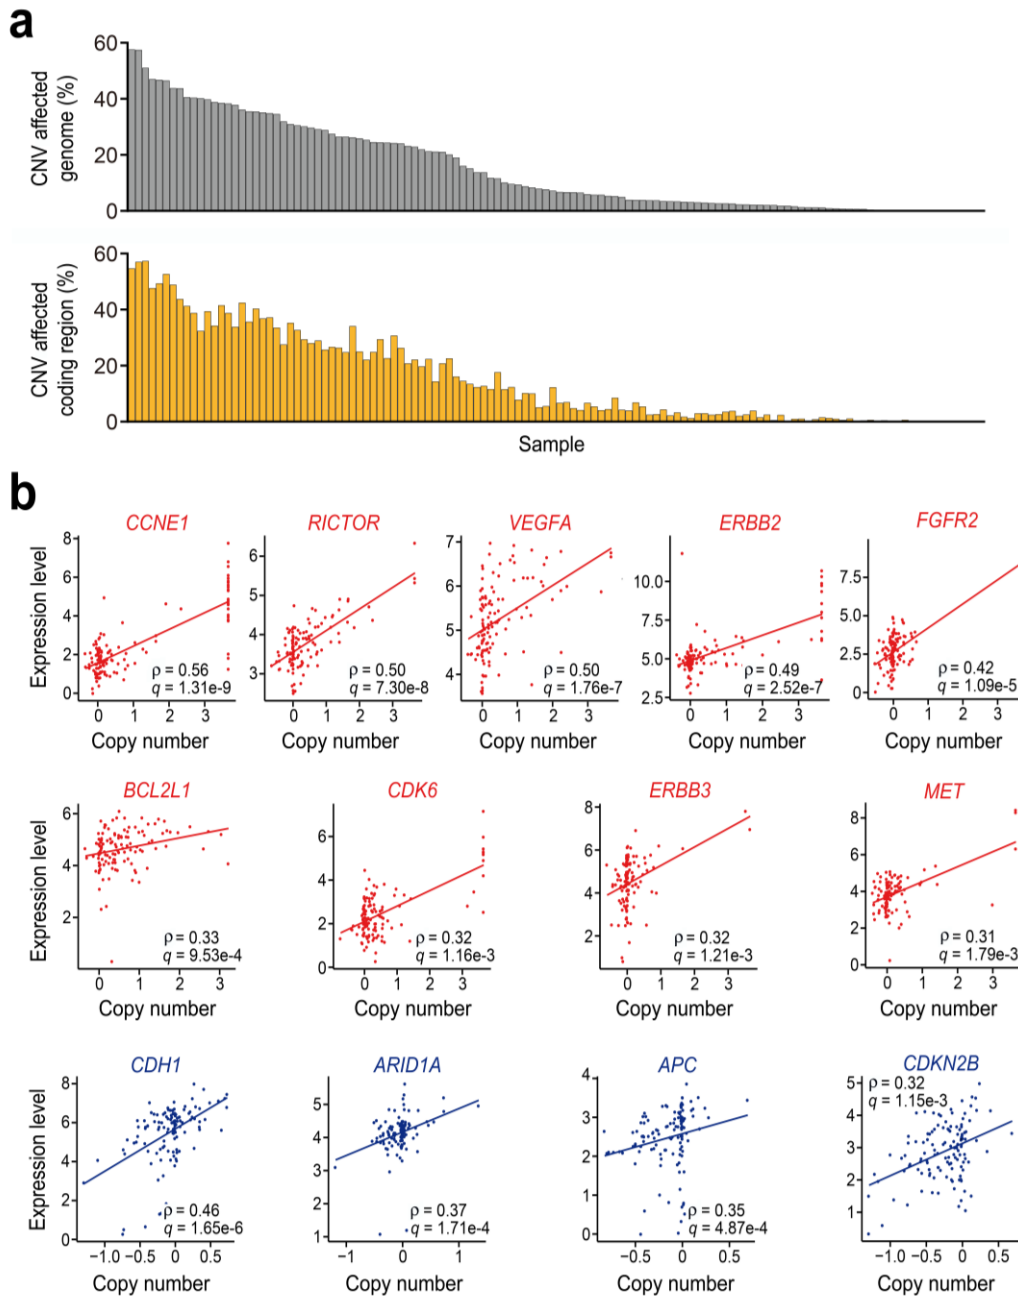 a
CNV affected
genome (%)
60
40
20
0
CNV affected
coding region (%)
60
40
20
0
Sample
b
CCNE1
RICTOR
VEGFA
ERBB2
FGFR2
Expression level
8
6
4
2
0
ρ = 0.56
q = 1.31e-9
0 1 2 3
Copy number
6
5
4
3
ρ = 0.50
q = 7.30e-8
0 1 2 3
Copy number
7
6
5
4
ρ = 0.50
q = 1.76e-7
0 1 2 3
Copy number
10.0
7.5
5.0
2.5
ρ = 0.49
q = 2.52e-7
0 1 2 3
Copy number
7.5
5.0
2.5
0
ρ = 0.42
q = 1.09e-5
0 1 2 3
Copy number
BCL2L1
CDK6
ERBB3
MET
Expression level
6
4
2
ρ = 0.33
q = 9.53e-4
0 1 2 3
Copy number
6
4
2
0
ρ = 0.32
q = 1.16e-3
0 1 2 3
Copy number
8
6
4
2
ρ = 0.32
q = 1.21e-3
0 1 2 3
Copy number
8
6
4
0
ρ = 0.31
q = 1.79e-3
0 1 2 3
Copy number
CDH1
ARID1A
APC
CDKN2B
Expression level
8
6
4
2
0
ρ = 0.46
q = 1.65e-6
−1.0 −0.5 0 0.5
Copy number
5
4
3
2
1
ρ = 0.37
q = 1.71e-4
−1 0 1
Copy number
4
3
2
1
0
ρ = 0.35
q = 4.87e-4
−0.5 0 0.5
Copy number
5
4
3
2
1
ρ = 0.32
q = 1.15e-3
−1.0 −0.5 0 0.5
Copy number